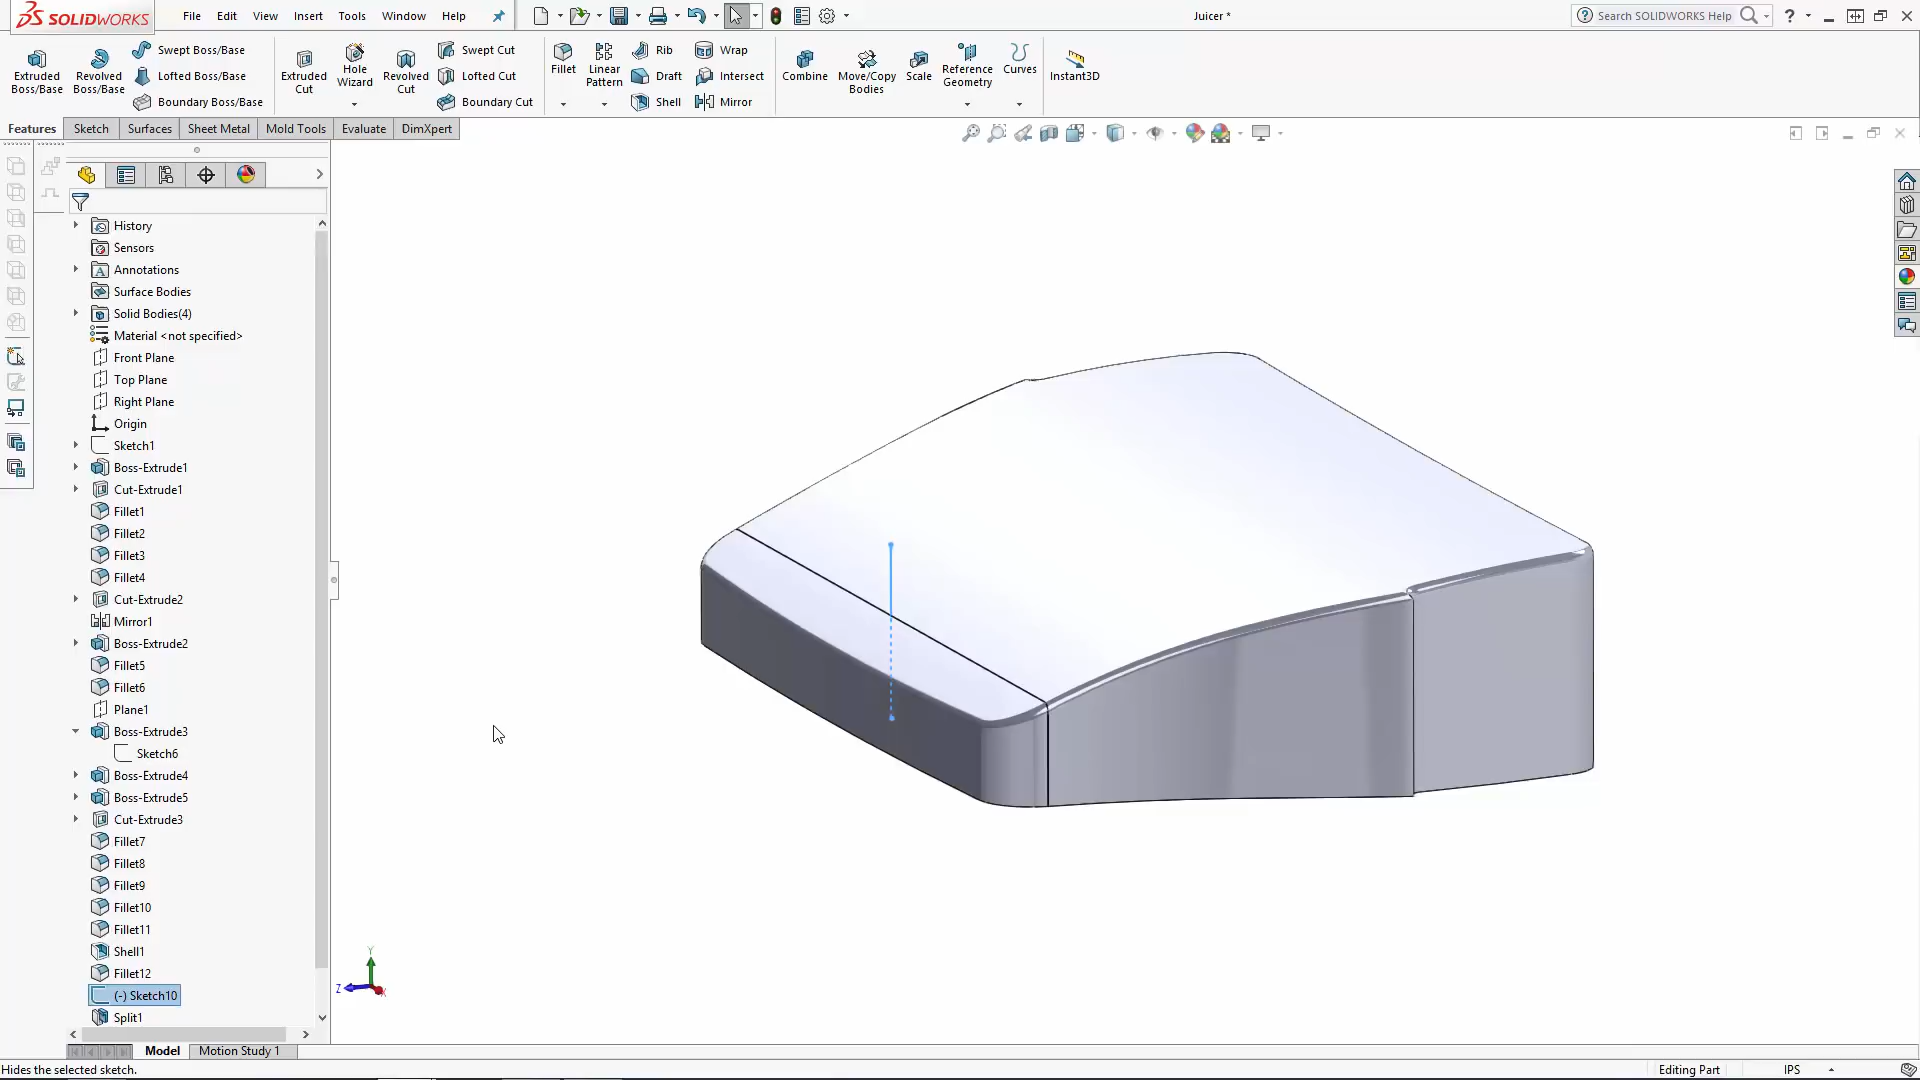 SOLIDWORKS
File Edit View Insert Tools Window Help
Juicer *
Search SOLIDWORKS Help
Extruded Boss/Base
Revolved Boss/Base
Swept Boss/Base
Lofted Boss/Base
Boundary Boss/Base
Extruded Cut
Hole Wizard
Revolved Cut
Swept Cut
Lofted Cut
Boundary Cut
Fillet
Linear Pattern
Rib
Draft
Shell
Wrap
Intersect
Mirror
Combine
Move/Copy Bodies
Scale
Reference Geometry
Curves
Instant3D
Features Sketch Surfaces Sheet Metal Mold Tools Evaluate DimXpert
History
Sensors
Annotations
Surface Bodies
Solid Bodies(4)
Material <not specified>
Front Plane
Top Plane
Right Plane
Origin
Sketch1
Boss-Extrude1
Cut-Extrude1
Fillet1
Fillet2
Fillet3
Fillet4
Cut-Extrude2
Mirror1
Boss-Extrude2
Fillet5
Fillet6
Plane1
Boss-Extrude3
Sketch6
Boss-Extrude4
Boss-Extrude5
Cut-Extrude3
Fillet7
Fillet8
Fillet9
Fillet10
Fillet11
Shell1
Fillet12
(-) Sketch10
Split1
Y
Z
X
Model Motion Study 1
Hides the selected sketch.
Editing Part
IPS